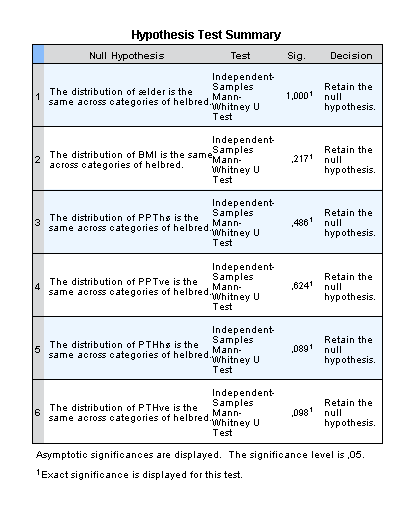 Hypothesis Test Summary
Null Hypothesis Test Sig. Decision
1 The distribution of ælder is the same across categories of helbred. Independent-Samples Mann-Whitney U Test 1,000¹ Retain the null hypothesis.
2 The distribution of BMI is the same across categories of helbred. Independent-Samples Mann-Whitney U Test ,217¹ Retain the null hypothesis.
3 The distribution of PPThø is the same across categories of helbred. Independent-Samples Mann-Whitney U Test ,486¹ Retain the null hypothesis.
4 The distribution of PPTve is the same across categories of helbred. Independent-Samples Mann-Whitney U Test ,624¹ Retain the null hypothesis.
5 The distribution of PTHhø is the same across categories of helbred. Independent-Samples Mann-Whitney U Test ,089¹ Retain the null hypothesis.
6 The distribution of PTHve is the same across categories of helbred. Independent-Samples Mann-Whitney U Test ,098¹ Retain the null hypothesis.
Asymptotic significances are displayed. The significance level is ,05.
¹Exact significance is displayed for this test.